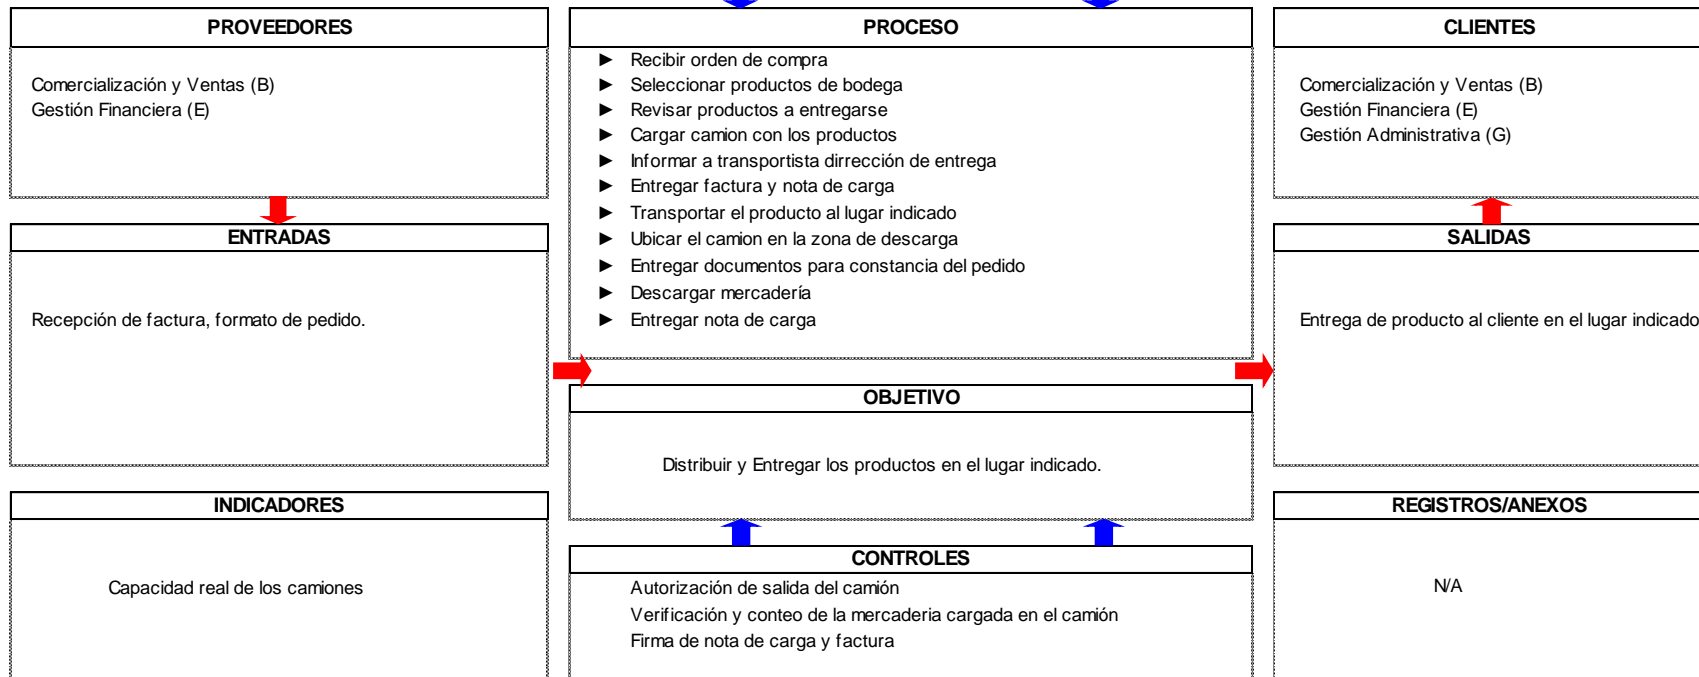 PROVEEDORES
Comercialización y Ventas (B)
Gestión Financiera (E)
ENTRADAS
Recepción de factura, formato de pedido.
INDICADORES
Capacidad real de los camiones
PROCESO
► Recibir orden de compra
► Seleccionar productos de bodega
► Revisar productos a entregarse
► Cargar camion con los productos
► Informar a transportista dirrección de entrega
► Entregar factura y nota de carga
► Transportar el producto al lugar indicado
► Ubicar el camion en la zona de descarga
► Entregar documentos para constancia del pedido
► Descargar mercadería
► Entregar nota de carga
OBJETIVO
Distribuir y Entregar los productos en el lugar indicado.
CONTROLES
Autorización de salida del camión
Verificación y conteo de la mercaderia cargada en el camión
Firma de nota de carga y factura
CLIENTES
Comercialización y Ventas (B)
Gestión Financiera (E)
Gestión Administrativa (G)
SALIDAS
Entrega de producto al cliente en el lugar indicado
REGISTROS/ANEXOS
N/A